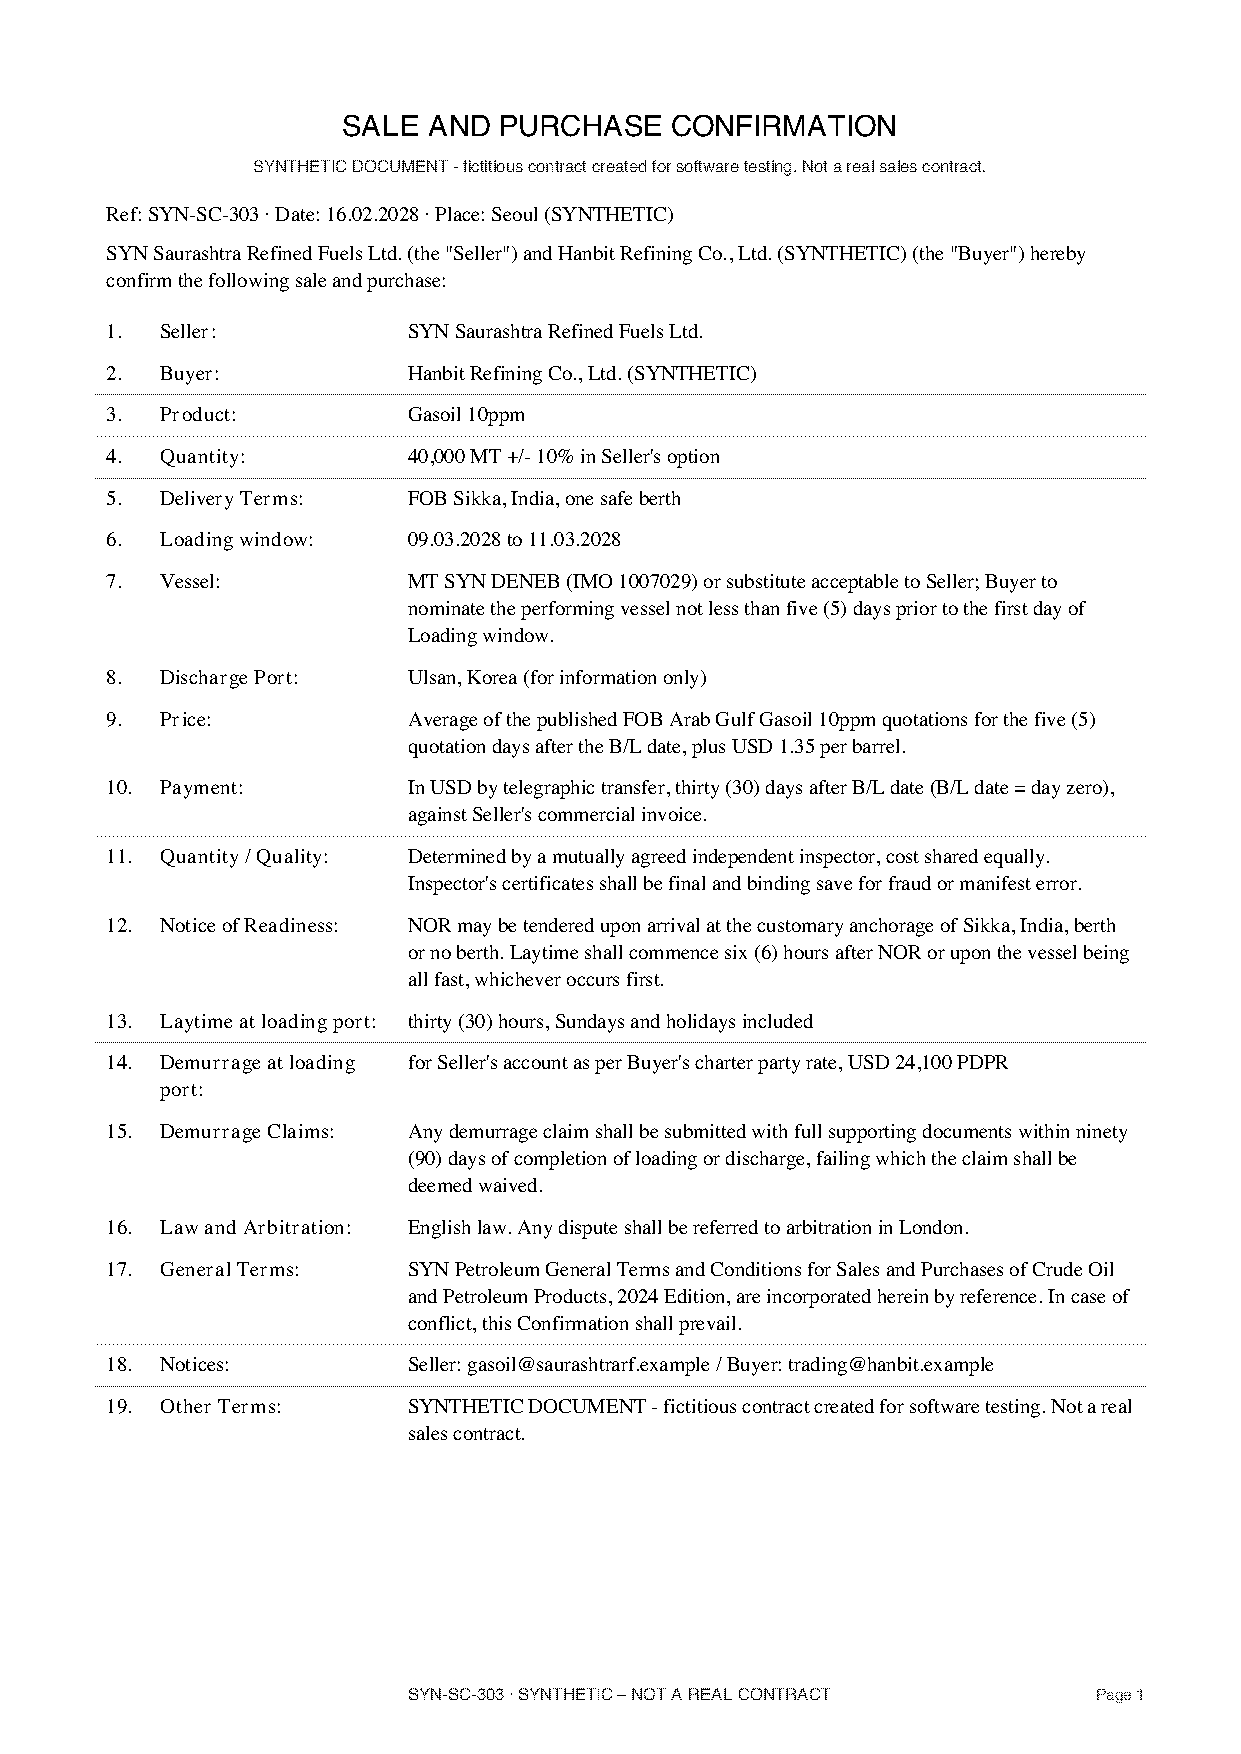 SALE AND PURCHASE CONFIRMATION
SYNTHETIC DOCUMENT - fictitious contract created for software testing. Not a real sales contract.
Ref: SYN-SC-303 · Date: 16.02.2028 · Place: Seoul (SYNTHETIC)
SYN Saurashtra Refined Fuels Ltd. (the "Seller") and Hanbit Refining Co., Ltd. (SYNTHETIC) (the "Buyer") hereby
confirm the following sale and purchase:
1. Seller: SYN Saurashtra Refined Fuels Ltd.
2. Buyer: Hanbit Refining Co., Ltd. (SYNTHETIC)
3. Product: Gasoil 10ppm
4. Quantity: 40,000 MT +/- 10% in Seller's option
5. Delivery Terms: FOB Sikka, India, one safe berth
6. Loading window: 09.03.2028 to 11.03.2028
7. Vessel: MT SYN DENEB (IMO 1007029) or substitute acceptable to Seller; Buyer to
nominate the performing vessel not less than five (5) days prior to the first day of
Loading window.
8. Discharge Port: Ulsan, Korea (for information only)
9. Price: Average of the published FOB Arab Gulf Gasoil 10ppm quotations for the five (5)
quotation days after the B/L date, plus USD 1.35 per barrel.
10. Payment: In USD by telegraphic transfer, thirty (30) days after B/L date (B/L date = day zero),
against Seller's commercial invoice.
11. Quantity / Quality: Determined by a mutually agreed independent inspector, cost shared equally.
Inspector's certificates shall be final and binding save for fraud or manifest error.
12. Notice of Readiness: NOR may be tendered upon arrival at the customary anchorage of Sikka, India, berth
or no berth. Laytime shall commence six (6) hours after NOR or upon the vessel being
all fast, whichever occurs first.
13. Laytime at loading port: thirty (30) hours, Sundays and holidays included
14. Demurrage at loading for Seller's account as per Buyer's charter party rate, USD 24,100 PDPR
port:
15. Demurrage Claims: Any demurrage claim shall be submitted with full supporting documents within ninety
(90) days of completion of loading or discharge, failing which the claim shall be
deemed waived.
16. Law and Arbitration: English law. Any dispute shall be referred to arbitration in London.
17. General Terms: SYN Petroleum General Terms and Conditions for Sales and Purchases of Crude Oil
and Petroleum Products, 2024 Edition, are incorporated herein by reference. In case of
conflict, this Confirmation shall prevail.
18. Notices: Seller: gasoil@saurashtrarf.example / Buyer: trading@hanbit.example
19. Other Terms: SYNTHETIC DOCUMENT - fictitious contract created for software testing. Not a real
sales contract.
SYN-SC-303 · SYNTHETIC – NOT A REAL CONTRACT Page 1